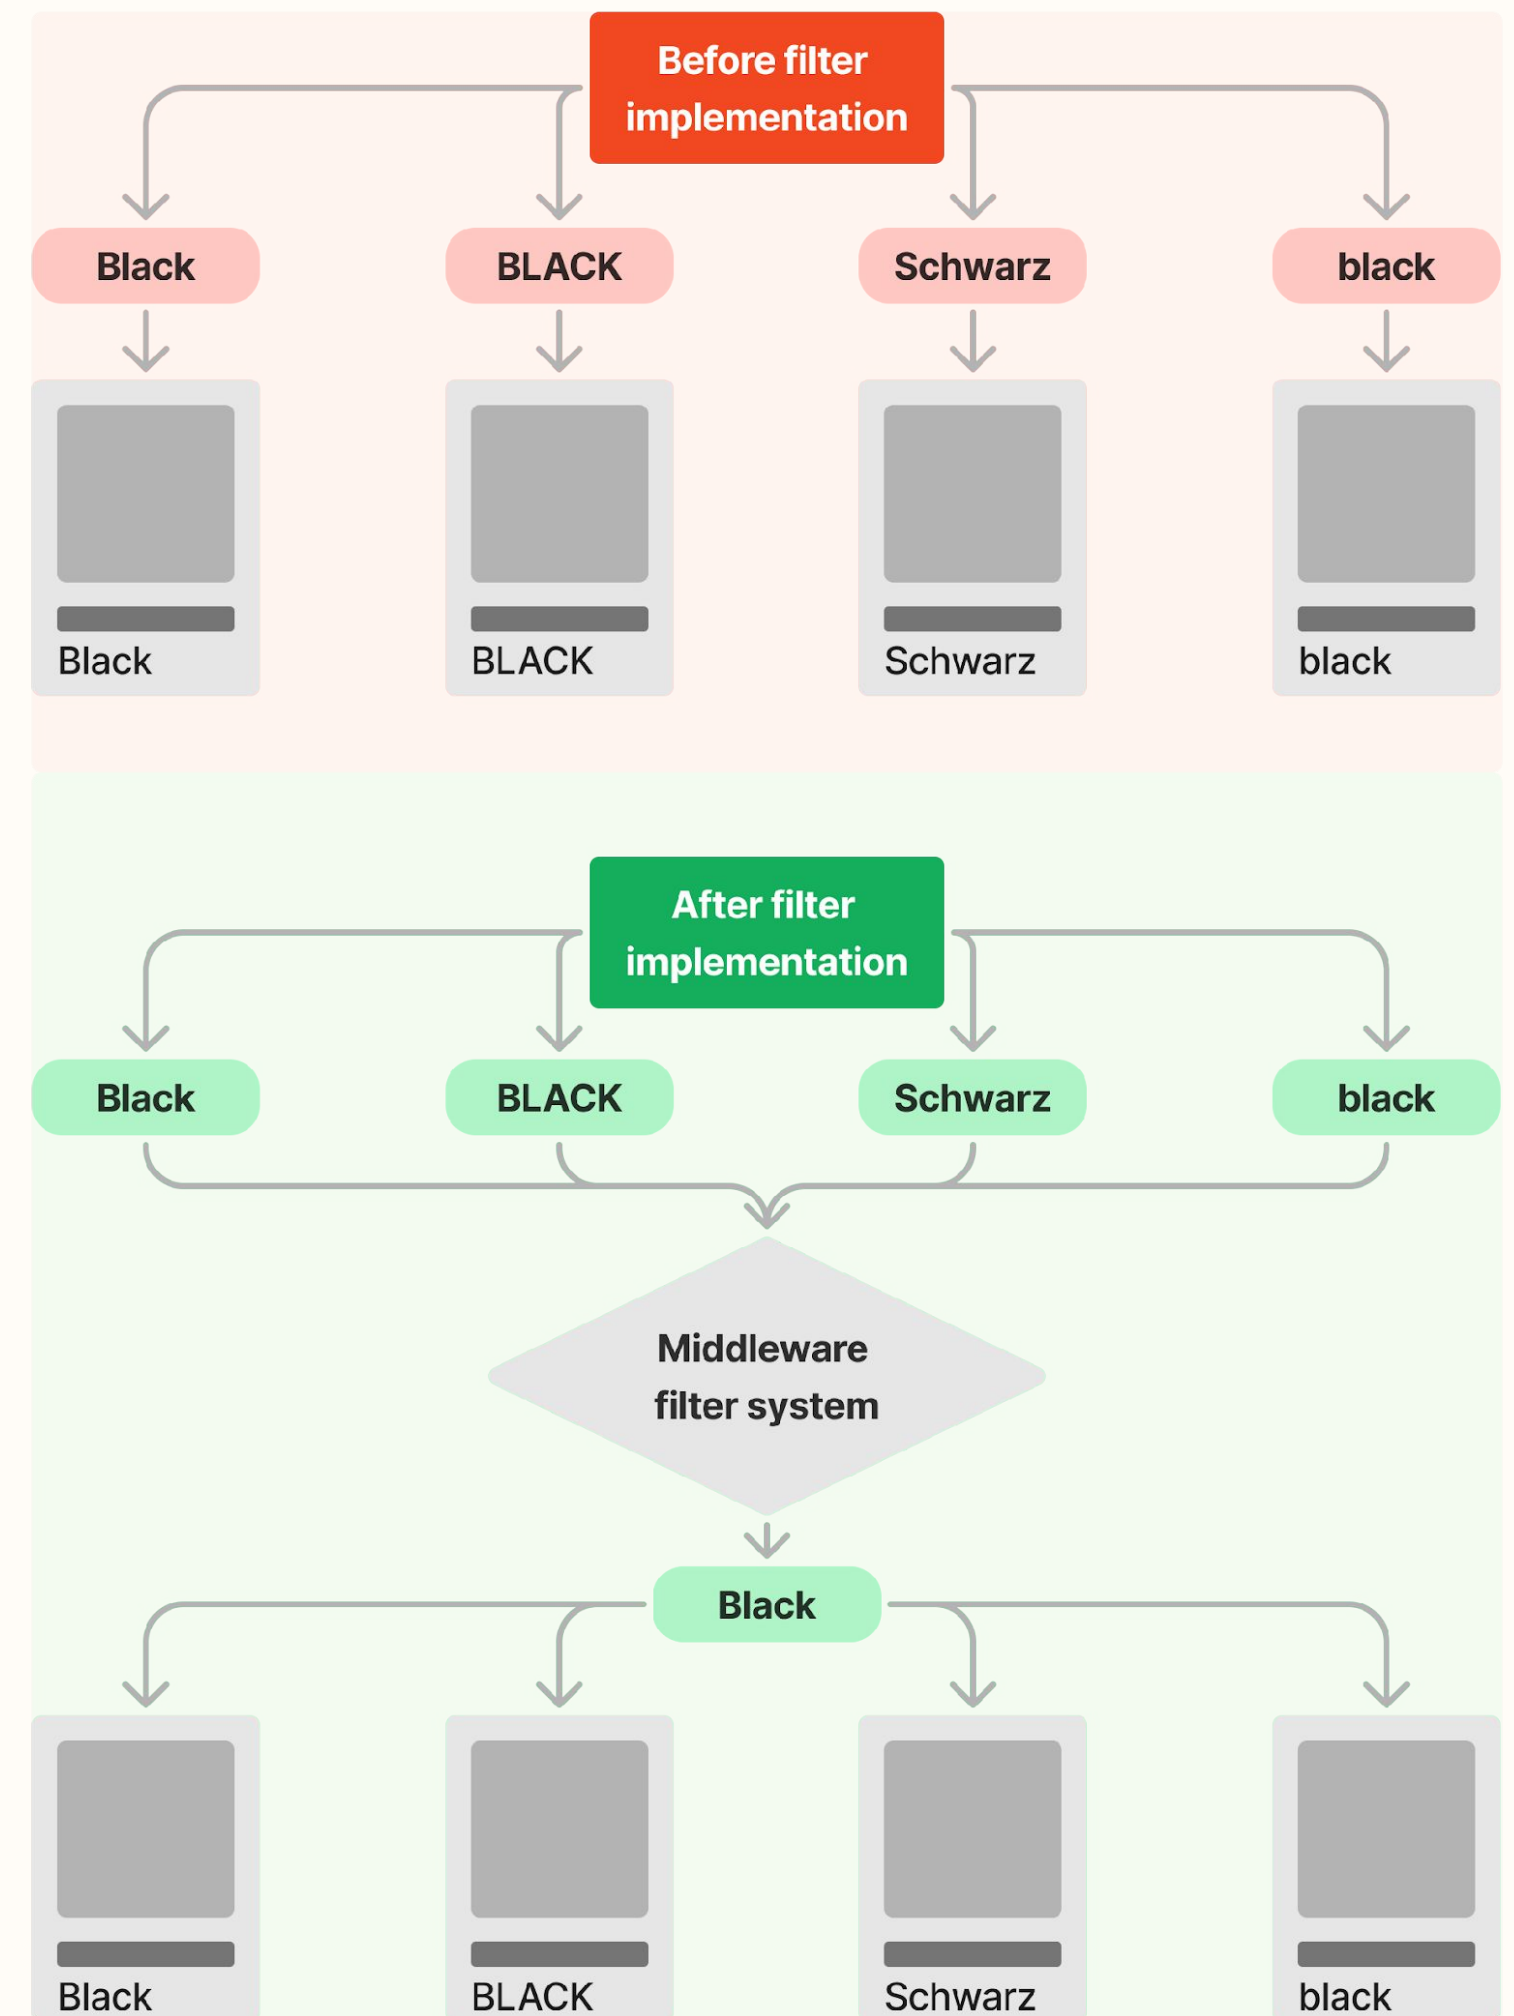 Before filter
implementation
Black
BLACK
Schwarz
black
Black
BLACK
Schwarz
black
After filter
implementation
Black
BLACK
Schwarz
black
Middleware
filter system
Black
Black
BLACK
Schwarz
black